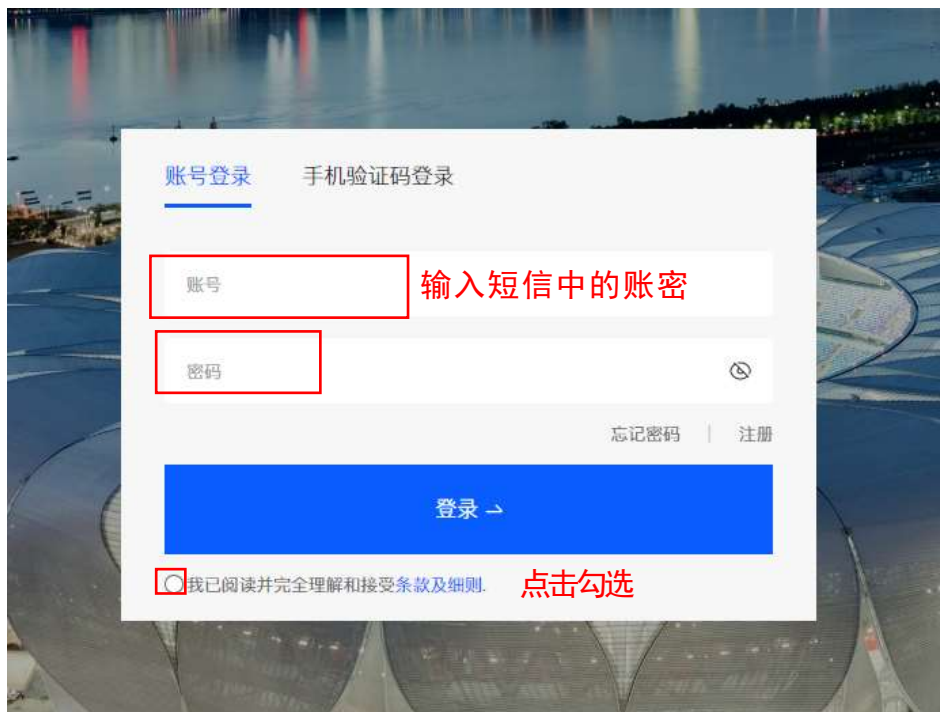 账号登录 手机验证码登录
账号 输入短信中的账密
密码
忘记密码 | 注册
登录 →
我已阅读并完全理解和接受条款及细则. 点击勾选